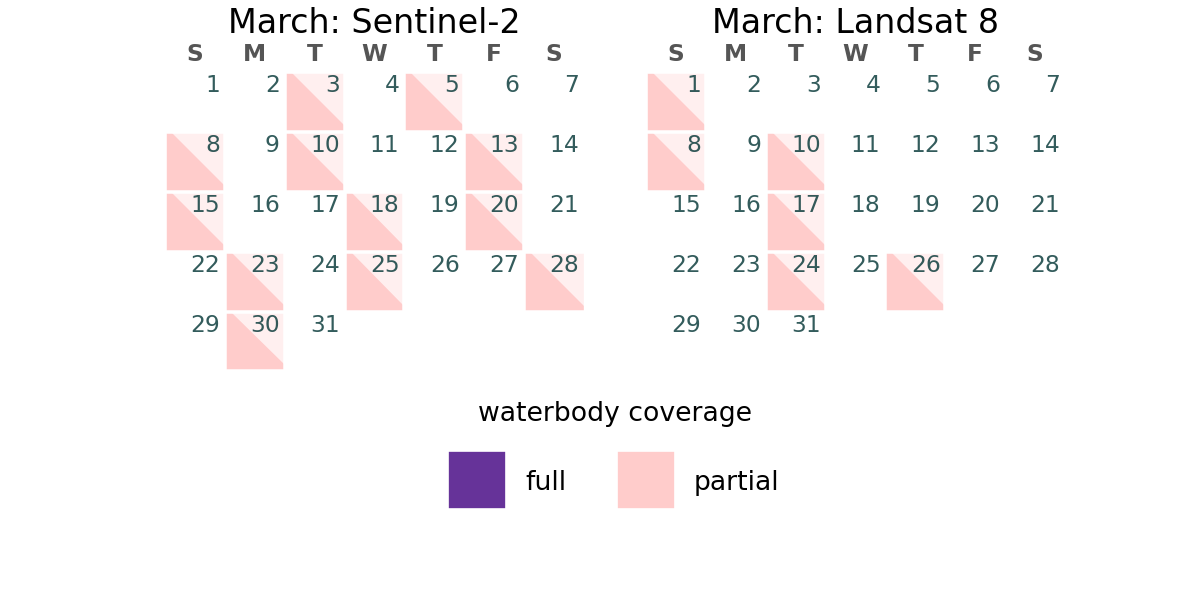 March: Sentinel-2
S M T W T F S
1 2 3 4 5 6 7
8 9 10 11 12 13 14
15 16 17 18 19 20 21
22 23 24 25 26 27 28
29 30 31
March: Landsat 8
S M T W T F S
1 2 3 4 5 6 7
8 9 10 11 12 13 14
15 16 17 18 19 20 21
22 23 24 25 26 27 28
29 30 31
waterbody coverage
full
partial